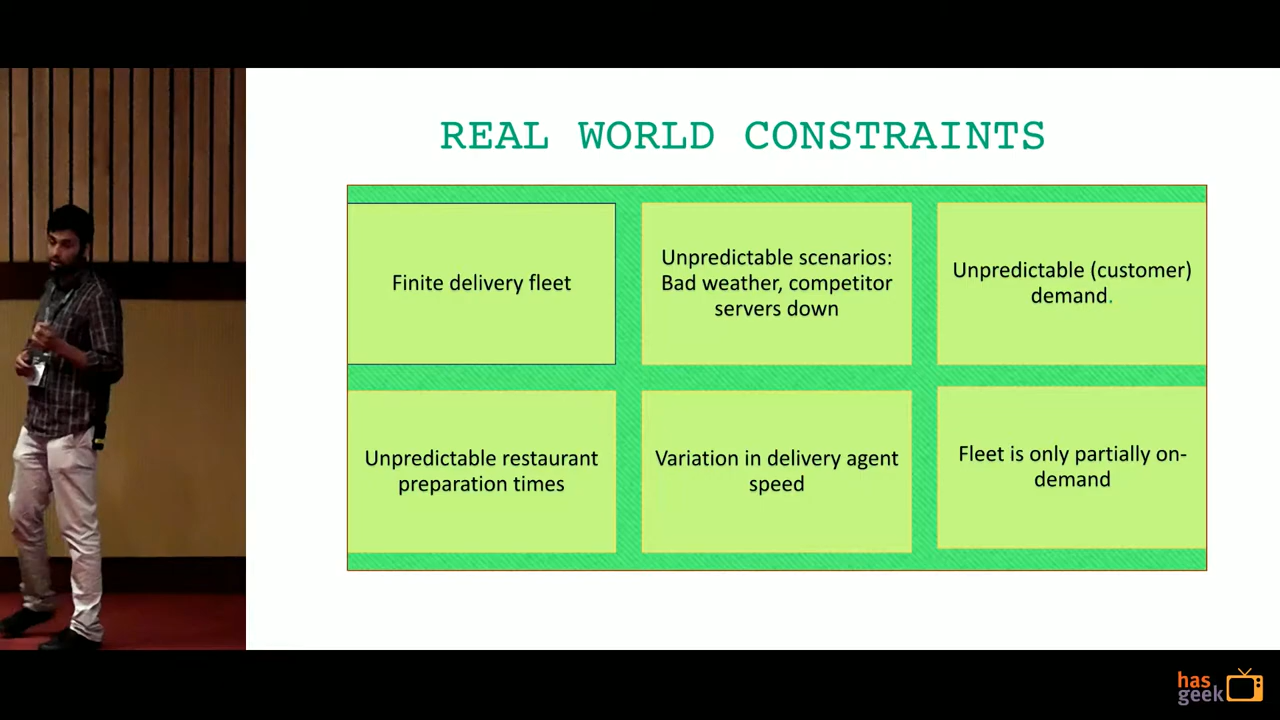 REAL WORLD CONSTRAINTS
Finite delivery fleet
Unpredictable scenarios:
Bad weather, competitor
servers down
Unpredictable (customer)
demand.
Unpredictable restaurant
preparation times
Variation in delivery agent
speed
Fleet is only partially on-
demand
has
geek